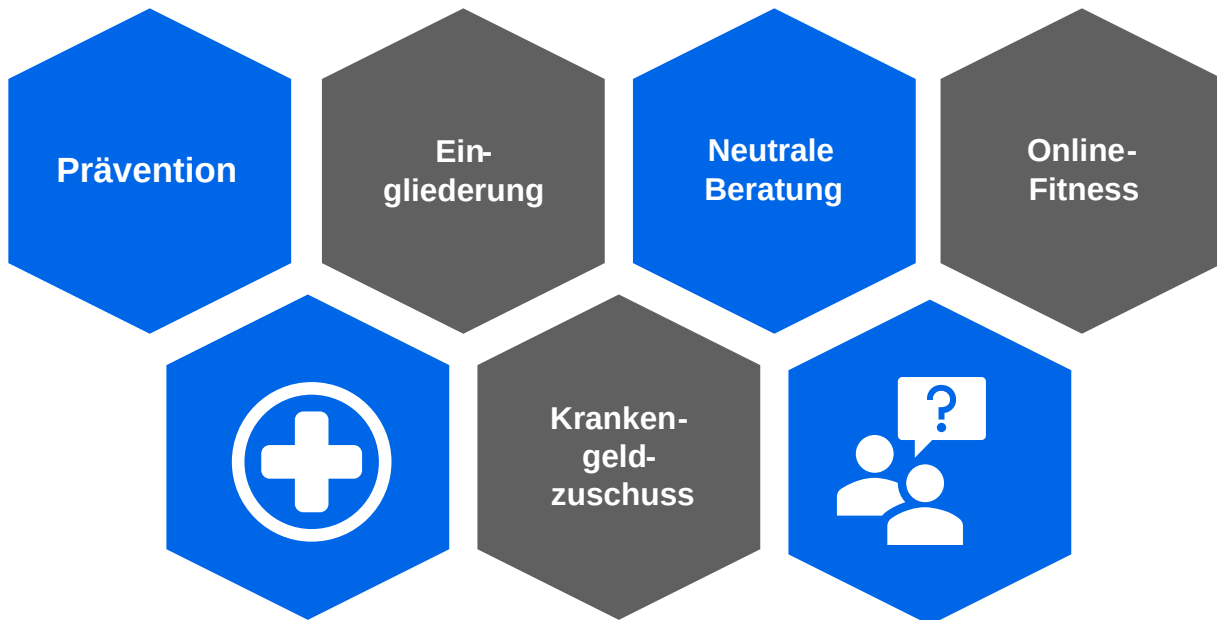 Prävention
Ein-
gliederung
Neutrale
Beratung
Online-
Fitness
Kranken-
geld-
zuschuss
?